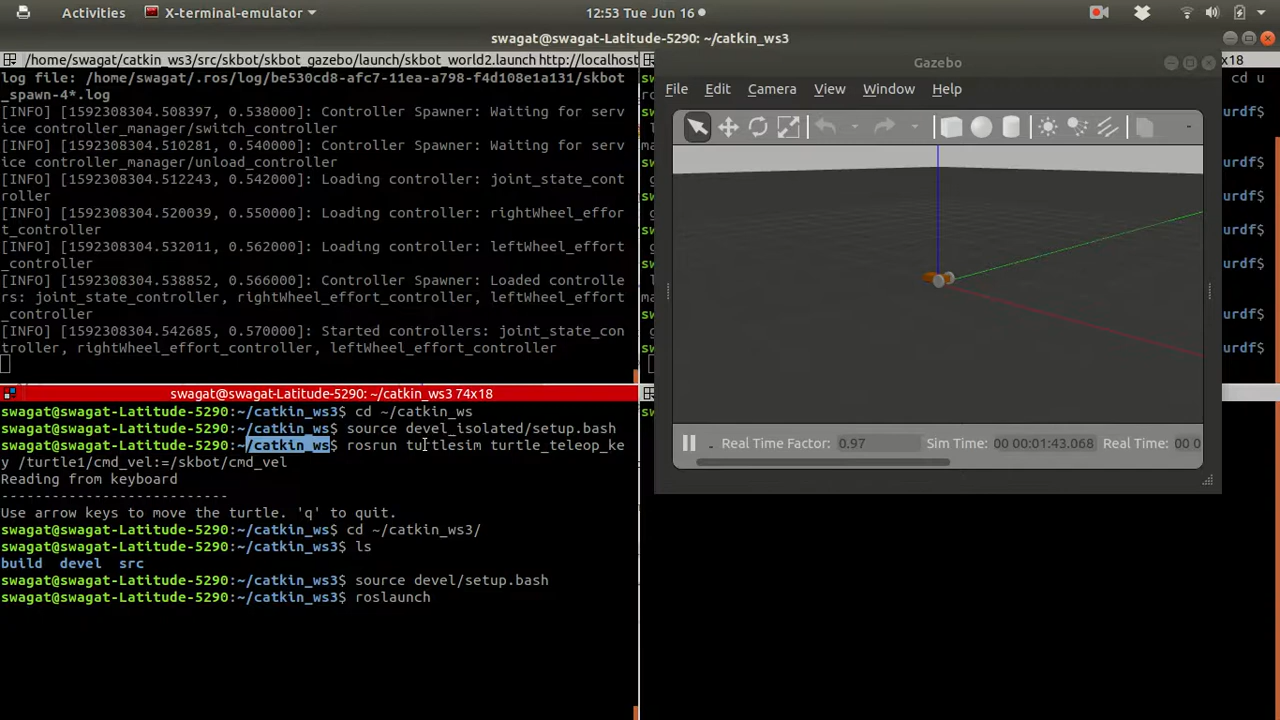 Activities
X-terminal-emulator
12:53 Tue Jun 16
swagat@swagat-Latitude-5290: ~/catkin_ws3
/home/swagat/catkin_ws3/src/skbot/skbot_gazebo/launch/skbot_world2.launch http://localhost
log file: /home/swagat/.ros/log/be530cd8-afc7-11ea-a798-f4d108e1a131/skbot
_spawn-4*.log
[INFO] [1592308304.508397, 0.538000]: Controller Spawner: Waiting for serv
ice controller_manager/switch_controller
[INFO] [1592308304.510281, 0.540000]: Controller Spawner: Waiting for serv
ice controller_manager/unload_controller
[INFO] [1592308304.512243, 0.542000]: Loading controller: joint_state_cont
roller
[INFO] [1592308304.520039, 0.550000]: Loading controller: rightWheel_effor
t_controller
[INFO] [1592308304.532011, 0.562000]: Loading controller: leftWheel_effort
_controller
[INFO] [1592308304.538852, 0.566000]: Controller Spawner: Loaded controlle
rs: joint_state_controller, rightWheel_effort_controller, leftWheel_effort
_controller
[INFO] [1592308304.542685, 0.570000]: Started controllers: joint_state_con
troller, rightWheel_effort_controller, leftWheel_effort_controller
x18
cd u
urdf$
urdf$
urdf$
urdf$
urdf$
urdf$
Gazebo
File Edit Camera View Window Help
Real Time Factor: 0.97 Sim Time: 00 00:01:43.068 Real Time: 00 0
swagat@swagat-Latitude-5290: ~/catkin_ws3 74x18
swagat@swagat-Latitude-5290:~/catkin_ws3$ cd ~/catkin_ws
swagat@swagat-Latitude-5290:~/catkin_ws$ source devel_isolated/setup.bash
swagat@swagat-Latitude-5290:~/catkin_ws$ rosrun turtlesim turtle_teleop_ke
y /turtle1/cmd_vel:=/skbot/cmd_vel
Reading from keyboard
---------------------------
Use arrow keys to move the turtle. 'q' to quit.
swagat@swagat-Latitude-5290:~/catkin_ws$ cd ~/catkin_ws3/
swagat@swagat-Latitude-5290:~/catkin_ws3$ ls
build devel src
swagat@swagat-Latitude-5290:~/catkin_ws3$ source devel/setup.bash
swagat@swagat-Latitude-5290:~/catkin_ws3$ roslaunch